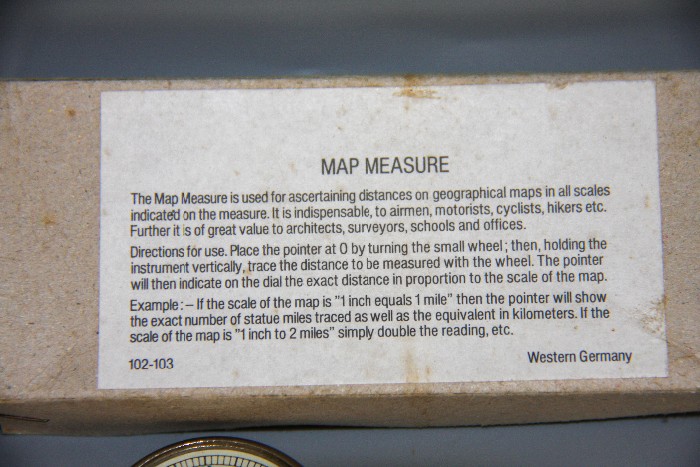 MAP MEASURE
The Map Measure is used for ascertaining distances on geographical maps in all scales
indicated on the measure. It is indispensable, to airmen, motorists, cyclists, hikers etc.
Further it is of great value to architects, surveyors, schools and offices.
Directions for use. Place the pointer at O by turning the small wheel; then, holding the
instrument vertically, trace the distance to be measured with the wheel. The pointer
will then indicate on the dial the exact distance in proportion to the scale of the map.
Example:– If the scale of the map is "1 inch equals 1 mile" then the pointer will show
the exact number of statue miles traced as well as the equivalent in kilometers. If the
scale of the map is "1 inch to 2 miles" simply double the reading, etc.
102-103
Western Germany